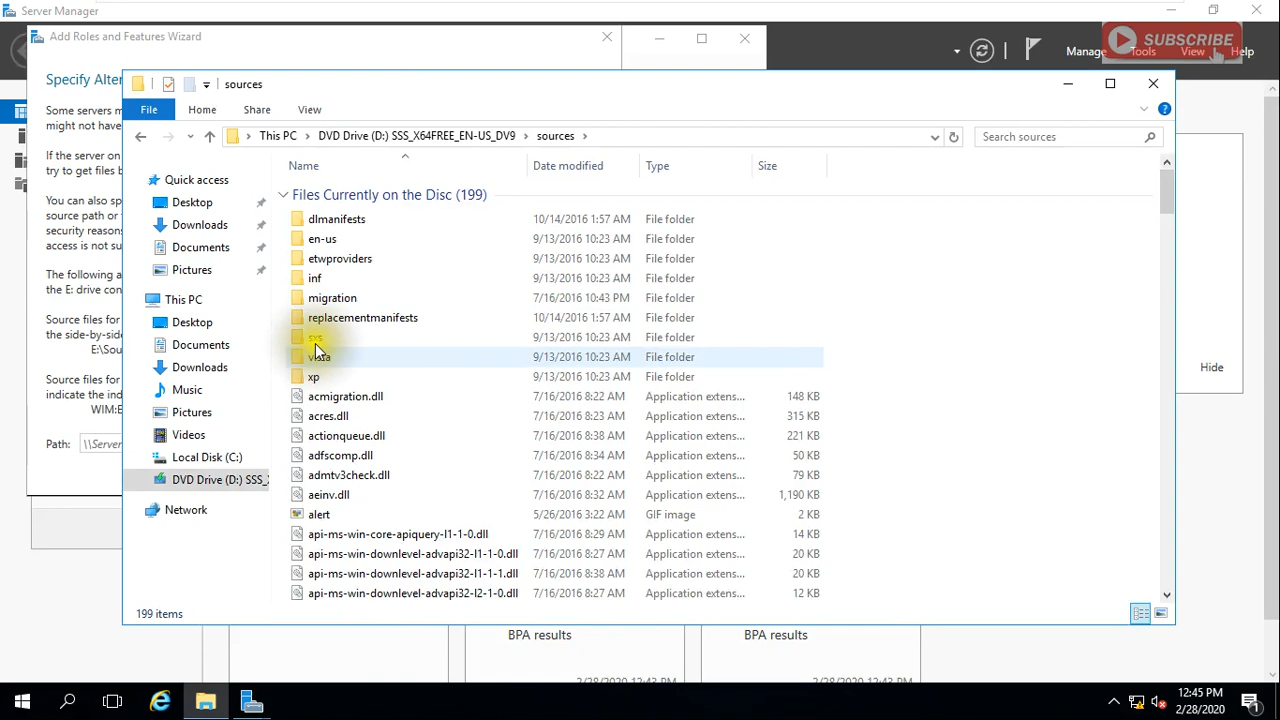 Server Manager
Add Roles and Features Wizard
SUBSCRIBE
Manage Tools View Help
Specify Alter
Some servers m
might not have
If the server on
try to get files b
You can also sp
source path or t
security reasons
access is not su
The following a
the E: drive con
Source files for
the side-by-side
E:\Sou
Source files for
indicate the ind
WIM:E
Path: \\Server
sources
File Home Share View
This PC DVD Drive (D:) SSS_X64FREE_EN-US_DV9 sources
Search sources
Name Date modified Type Size
Quick access
Desktop
Downloads
Documents
Pictures
This PC
Desktop
Documents
Downloads
Music
Pictures
Videos
Local Disk (C:)
DVD Drive (D:) SSS_
Network
Files Currently on the Disc (199)
dlmanifests 10/14/2016 1:57 AM File folder
en-us 9/13/2016 10:23 AM File folder
etwproviders 9/13/2016 10:23 AM File folder
inf 9/13/2016 10:23 AM File folder
migration 7/16/2016 10:43 PM File folder
replacementmanifests 10/14/2016 1:57 AM File folder
sxs 9/13/2016 10:23 AM File folder
vista 9/13/2016 10:23 AM File folder
xp 9/13/2016 10:23 AM File folder
acmigration.dll 7/16/2016 8:22 AM Application extens... 148 KB
acres.dll 7/16/2016 8:23 AM Application extens... 315 KB
actionqueue.dll 7/16/2016 8:38 AM Application extens... 221 KB
adfscomp.dll 7/16/2016 8:34 AM Application extens... 50 KB
admtv3check.dll 7/16/2016 8:22 AM Application extens... 79 KB
aeinv.dll 7/16/2016 8:32 AM Application extens... 1,190 KB
alert 5/26/2016 3:22 AM GIF image 2 KB
api-ms-win-core-apiquery-l1-1-0.dll 7/16/2016 8:29 AM Application extens... 14 KB
api-ms-win-downlevel-advapi32-l1-1-0.dll 7/16/2016 8:27 AM Application extens... 20 KB
api-ms-win-downlevel-advapi32-l1-1-1.dll 7/16/2016 8:38 AM Application extens... 20 KB
api-ms-win-downlevel-advapi32-l2-1-0.dll 7/16/2016 8:27 AM Application extens... 12 KB
199 items
Hide
BPA results BPA results
2/28/2020 12:43 PM 2/28/2020 12:43 PM
12:45 PM
2/28/2020
1